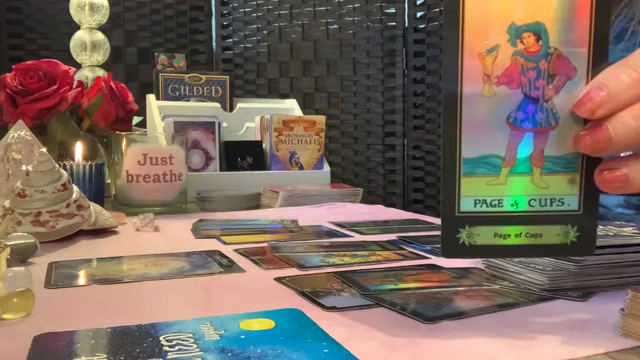 GILDED
ARCHANGEL
MICHAEL
Just
breathe
PAGE of CUPS.
Page of Cups